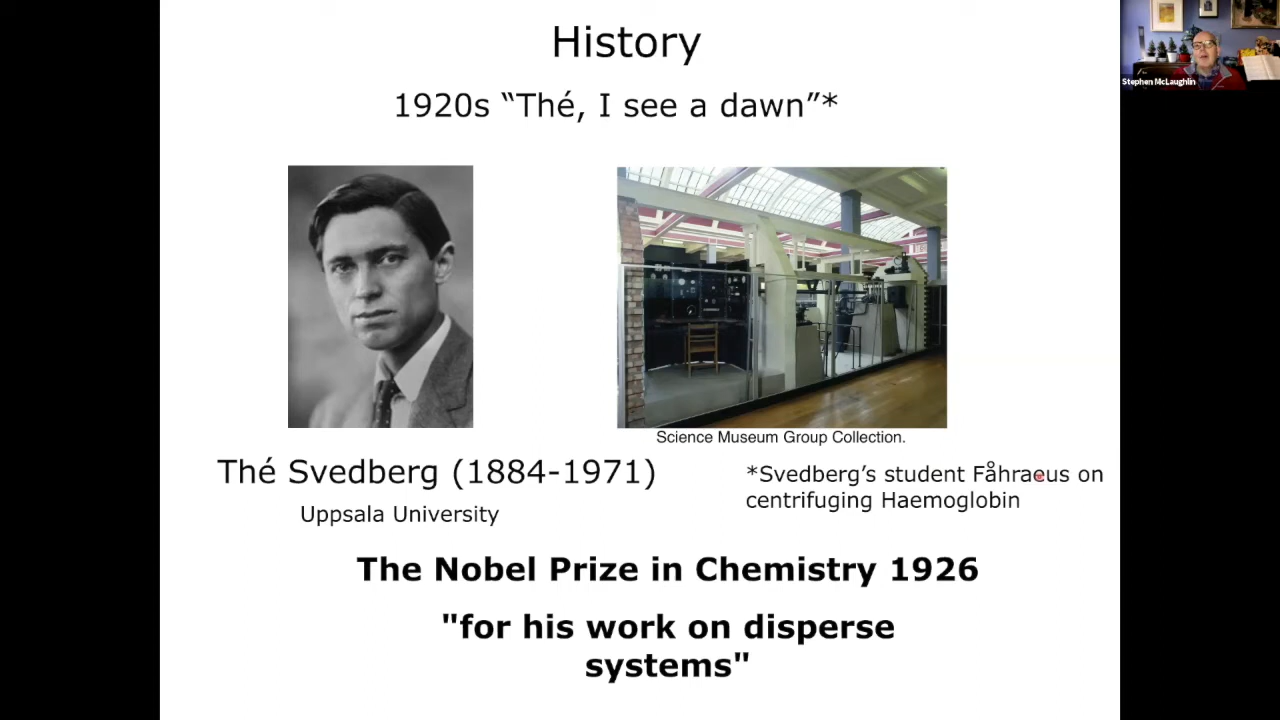 History
1920s “Thé, I see a dawn”*
Stephen McLaughlin
Science Museum Group Collection.
Thé Svedberg (1884-1971)
Uppsala University
*Svedberg’s student Fåhraeus on
centrifuging Haemoglobin
The Nobel Prize in Chemistry 1926
"for his work on disperse
systems"